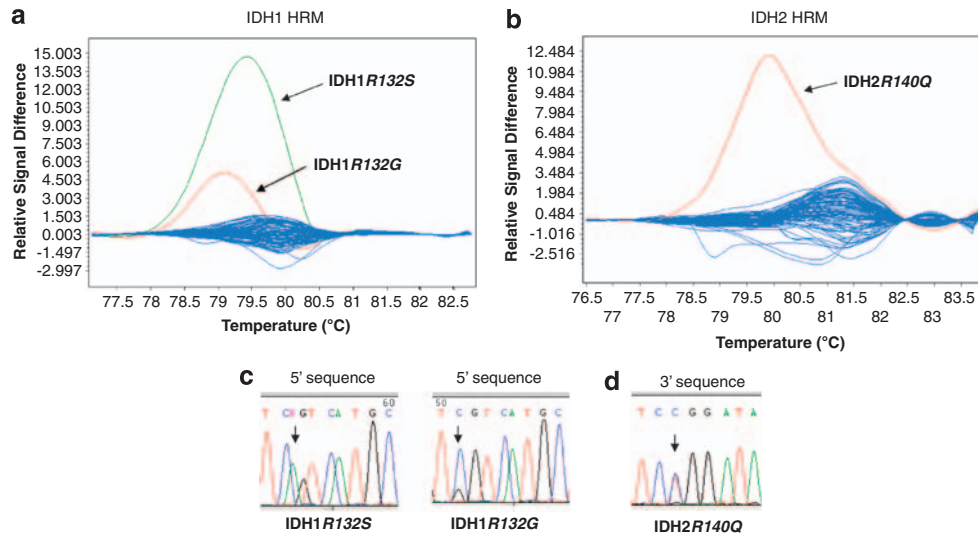 a
IDH1 HRM
Relative Signal Difference
15.003
13.503
12.003
10.503
9.003
7.503
6.003
4.503
3.003
1.503
0.003
-1.497
-2.997
IDH1R132S
IDH1R132G
77.5 78 78.5 79 79.5 80 80.5 81 81.5 82 82.5
Temperature (°C)
b
IDH2 HRM
Relative Signal Difference
12.484
10.984
9.484
7.984
6.484
4.984
3.484
1.984
0.484
-1.016
-2.516
IDH2R140Q
76.5 77.5 78.5 79.5 80.5 81.5 82.5 83.5
77 78 79 80 81 82 83
Temperature (°C)
c
5' sequence
60
T C G T C A T G C
IDH1R132S
5' sequence
50
T C G T C A T G C
IDH1R132G
d
3' sequence
T C C G G A T A
IDH2R140Q